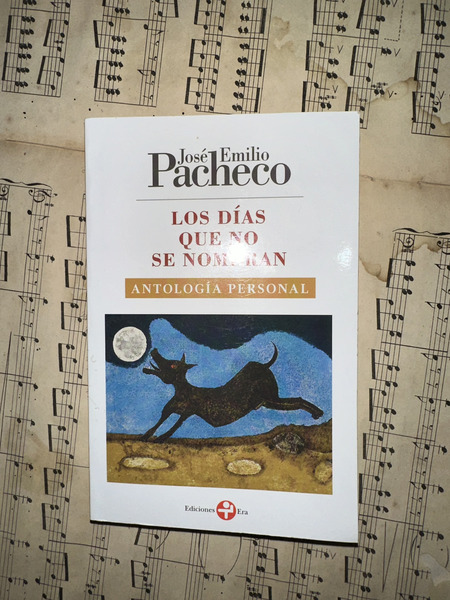 José Emilio
Pacheco
LOS DÍAS
QUE NO
SE NOMBRAN
ANTOLOGÍA PERSONAL
Ediciones Era